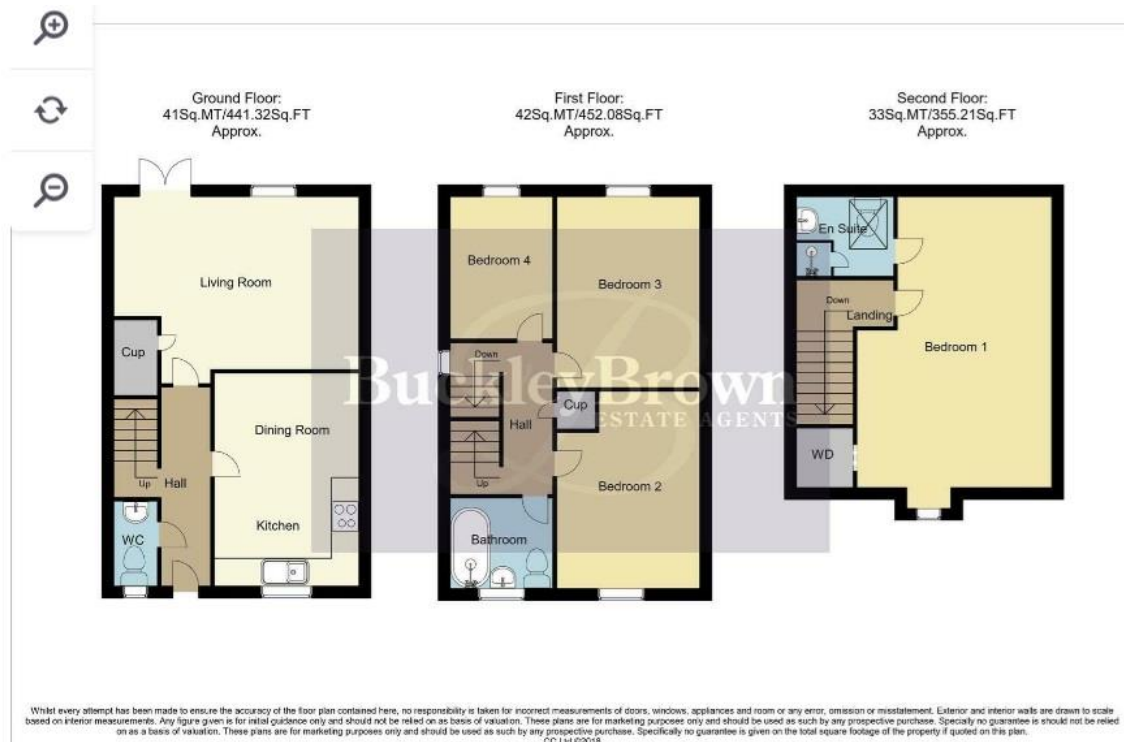 Ground Floor:
41Sq.MT/441.32Sq.FT
Approx.
First Floor:
42Sq.MT/452.08Sq.FT
Approx.
Second Floor:
33Sq.MT/355.21Sq.FT
Approx.
Living Room
Cup
Dining Room
Up
Hall
WC
Kitchen
Bedroom 4
Bedroom 3
Down
Cup
Hall
Up
Bedroom 2
Bathroom
En Suite
Down
Landing
Bedroom 1
WD
BuckleyBrown
ESTATE AGENTS
Whilst every attempt has been made to ensure the accuracy of the floor plan contained here, no responsibility is taken for incorrect measurements of doors, windows, appliances and room or any error, omission or misstatement. Exterior and interior walls are drawn to scale
based on interior measurements. Any figure given is for initial guidance only and should not be relied on as basis of valuation. These plans are for marketing purposes only and should be used as such by any prospective purchase. Specially no guarantee is should not be relied
on as a basis of valuation. These plans are for marketing purposes only and should be used as such by any prospective purchase. Specifically no guarantee is given on the total square footage of the property if quoted on this plan.
CC Ltd ©2018